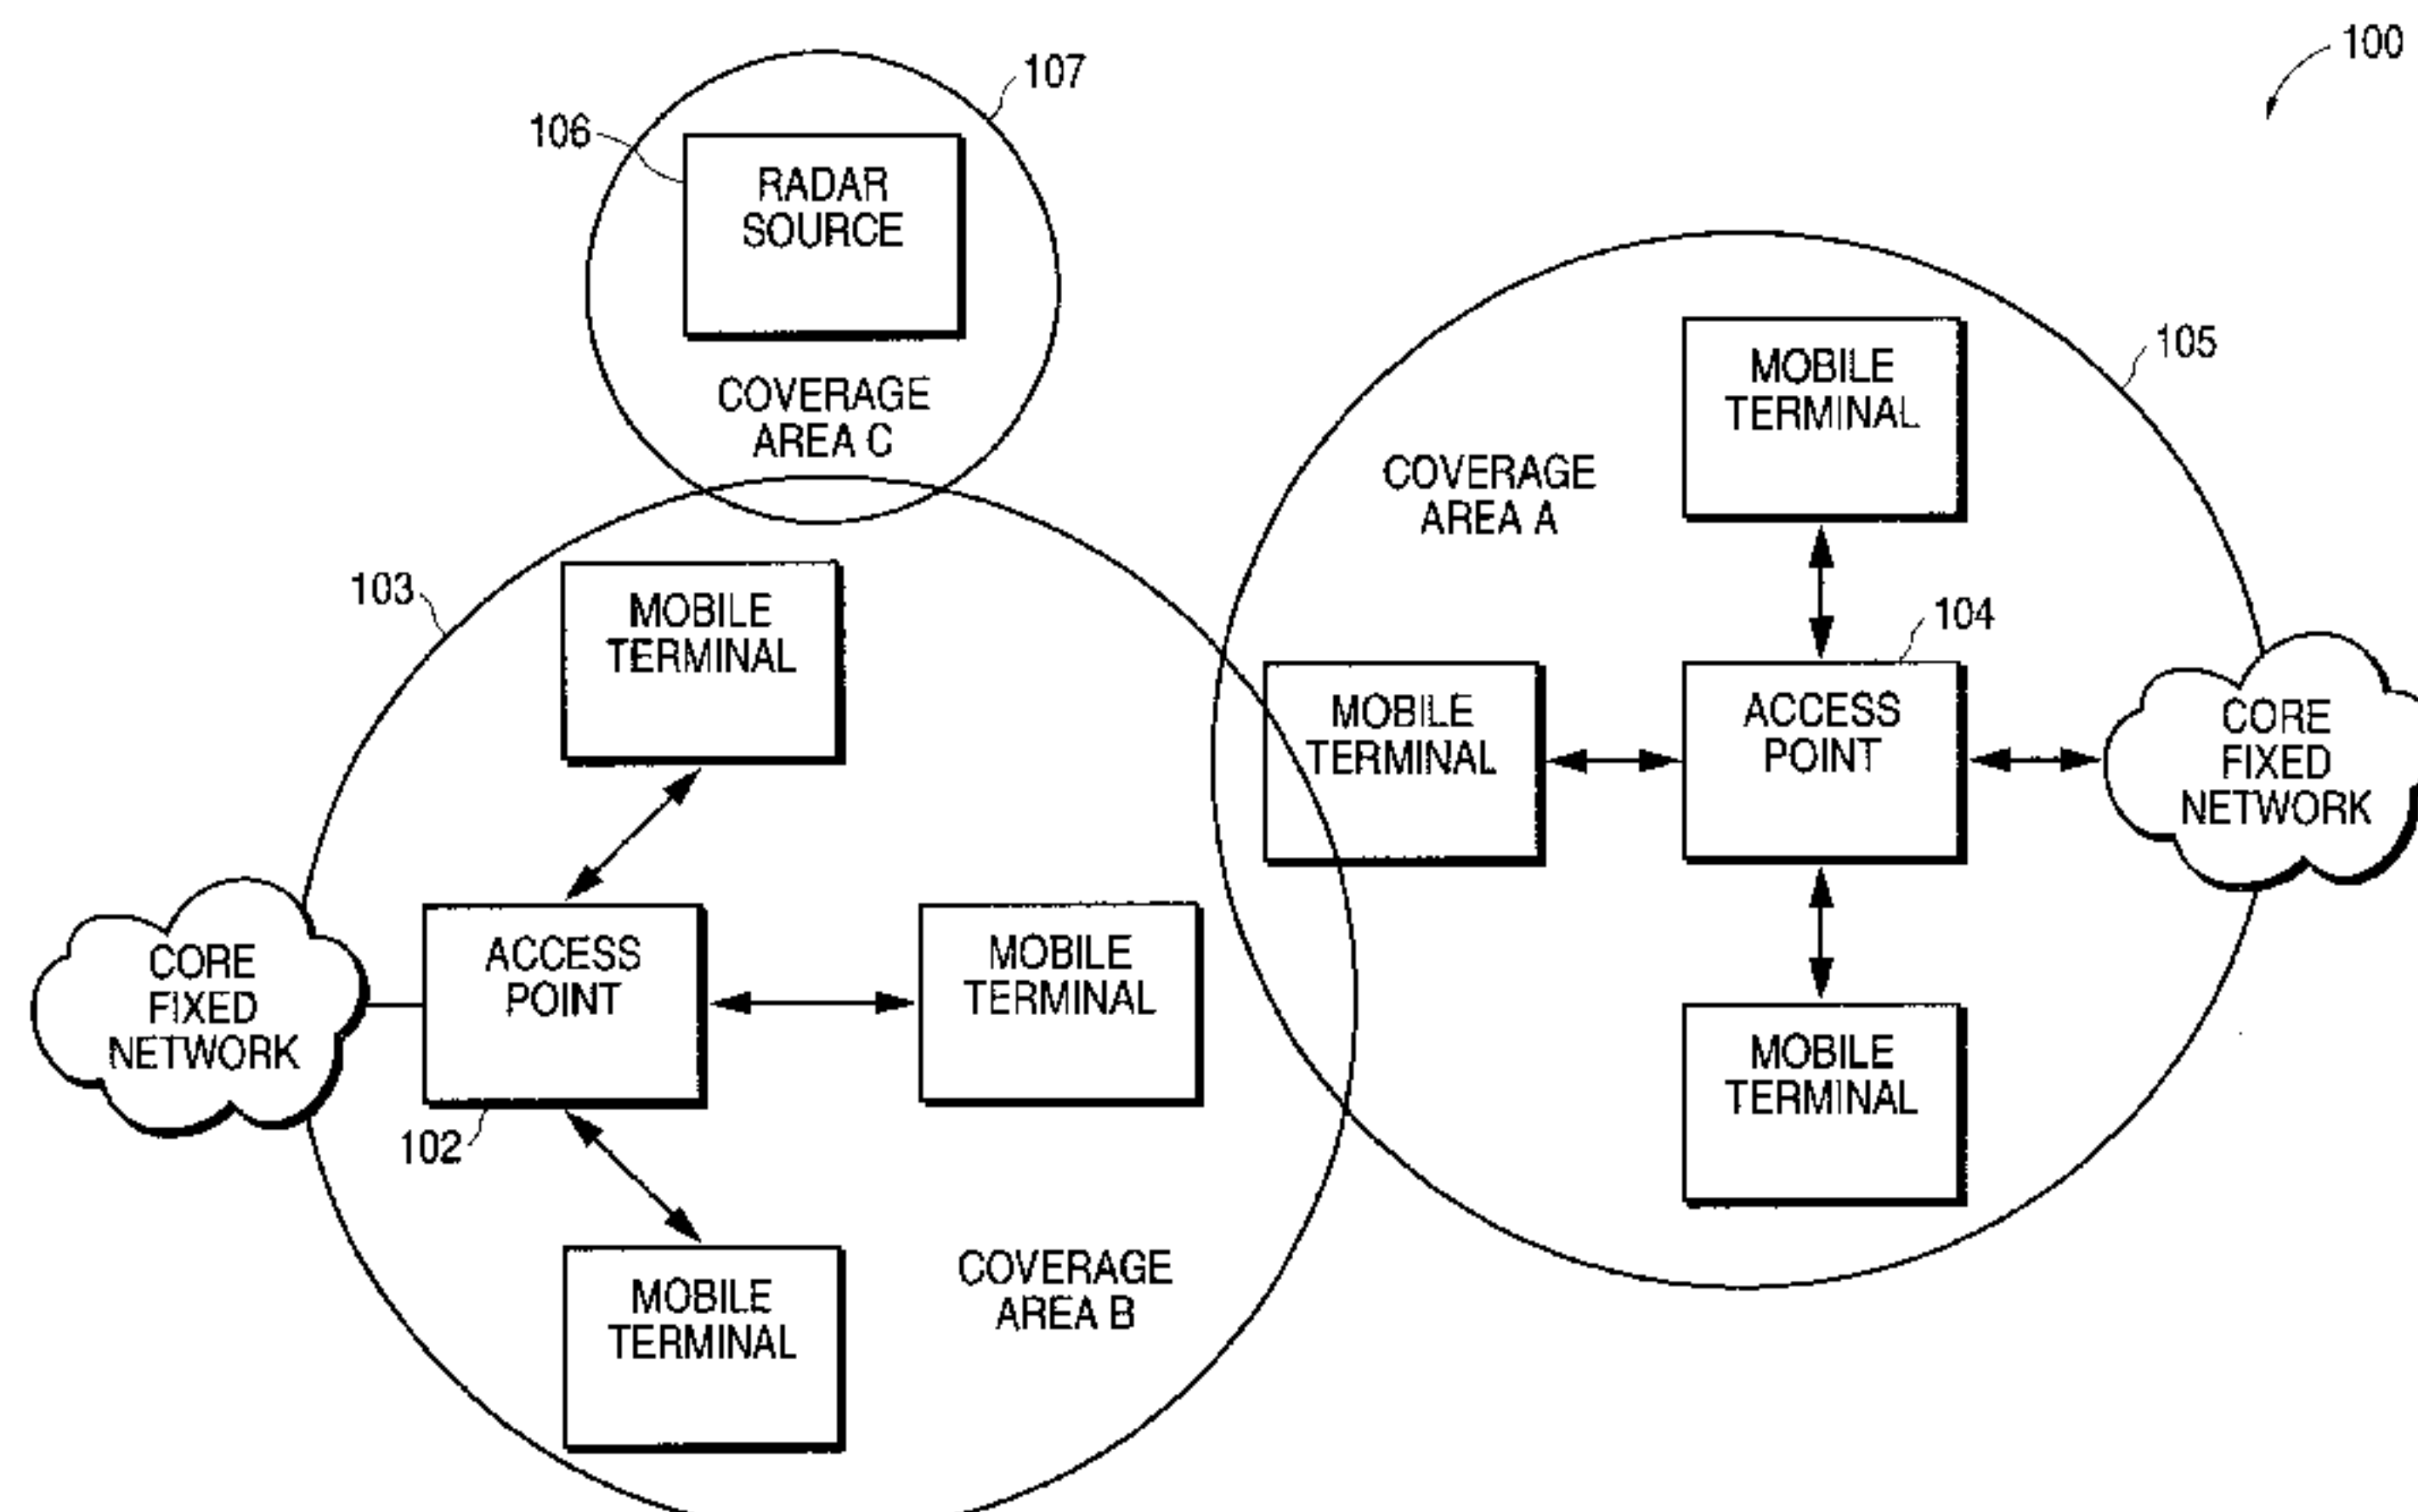 100
107
106
RADAR
SOURCE
COVERAGE
AREA C
105
MOBILE
TERMINAL
COVERAGE
AREA A
103
MOBILE
TERMINAL
104
MOBILE
TERMINAL
ACCESS
POINT
CORE
FIXED
NETWORK
CORE
FIXED
NETWORK
ACCESS
POINT
MOBILE
TERMINAL
MOBILE
TERMINAL
102
COVERAGE
AREA B
MOBILE
TERMINAL